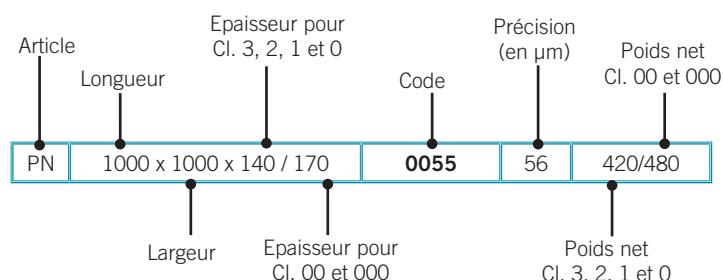 Article
Longueur
Epaisseur pour
Cl. 3, 2, 1 et 0
Code
Précision
(en µm)
Poids net
Cl. 00 et 000
PN 1000 x 1000 x 140 / 170 0055 56 420/480
Largeur
Epaisseur pour
Cl. 00 et 000
Poids net
Cl. 3, 2, 1 et 0